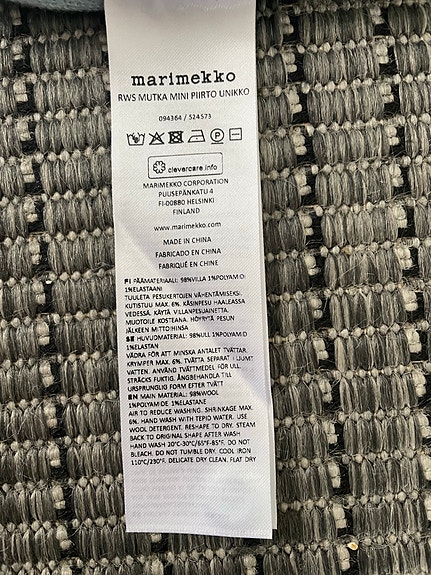 marimekko
RWS MUTKA MINI PIIRTO UNIKKO
094364 / 524573
clevercare.info
MARIMEKKO CORPORATION
PUUSEPÄNKATU 4
FI-00880 HELSINKI
FINLAND
www.marimekko.com
MADE IN CHINA
FABRICADO EN CHINA
FABRIQUÉ EN CHINE
FI PÄÄMATERIAALI: 98%VILLA 1%POLYAMIDI
1%ELASTAANI
TUULETA PESUKERTOJEN VÄHENTÄMISEKSI.
KUTISTUU MAX. 6%. KÄSINPESU HAALEASSA
VEDESSÄ. KÄYTÄ VILLANPESUAINETTA.
MUOTOILE KOSTEANA. HÖYRYTÄ PESUN
JÄLKEEN MITTOIHINSA
SE HUVUDMATERIAL: 98%ULL 1%POLYAMID
1%ELASTAN
VÄDRA FÖR ATT MINSKA ANTALET TVÄTTAR.
KRYMPER MAX. 6%. TVÄTTA SEPARAT I LJUMT
VATTEN. ANVÄND TVÄTTMEDEL FÖR ULL.
STRÄCKS FUKTIG. ÅNGBEHANDLA TILL
URSPRUNGLIG FORM EFTER TVÄTT
EN MAIN MATERIAL: 98%WOOL
1%POLYAMIDE 1%ELASTANE
AIR TO REDUCE WASHING. SHRINKAGE MAX.
6%. HAND WASH WITH TEPID WATER. USE
WOOL DETERGENT. RESHAPE TO DRY. STEAM
BACK TO ORIGINAL SHAPE AFTER WASH
HAND WASH 20°C-30°C/65°F-85°F. DO NOT
BLEACH. DO NOT TUMBLE DRY. COOL IRON
110°C/230°F. DELICATE DRY CLEAN. FLAT DRY